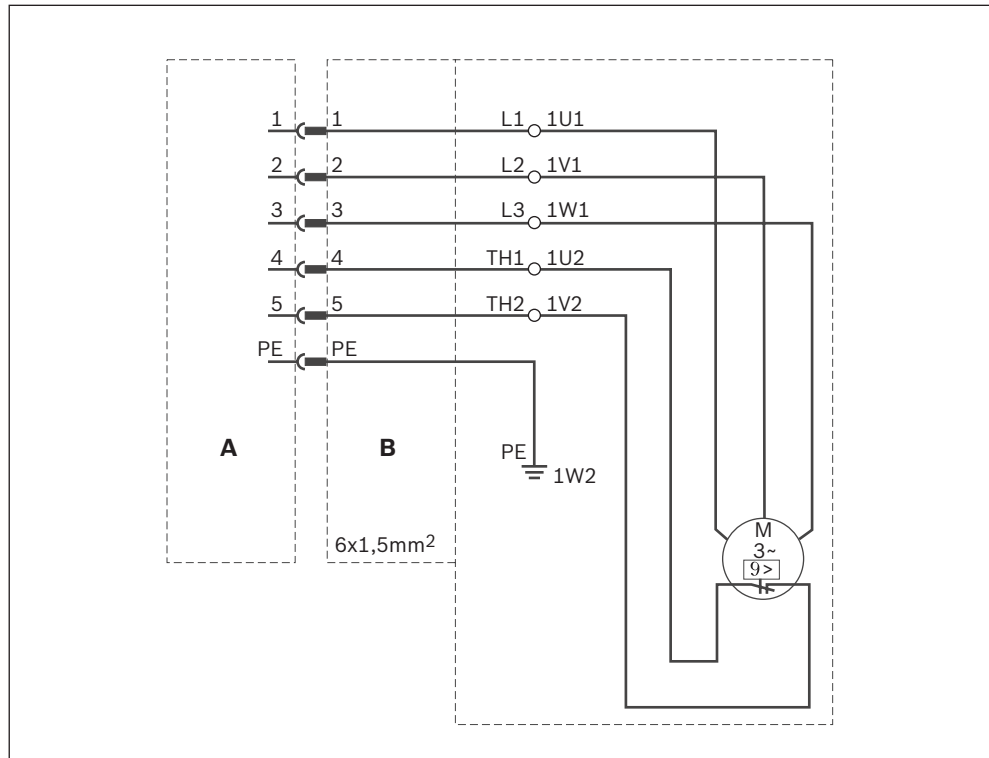 1 1 L1 1U1
2 2 L2 1V1
3 3 L3 1W1
4 4 TH1 1U2
5 5 TH2 1V2
PE PE
A B
PE 1W2
6x1,5mm²
M
3~
9>